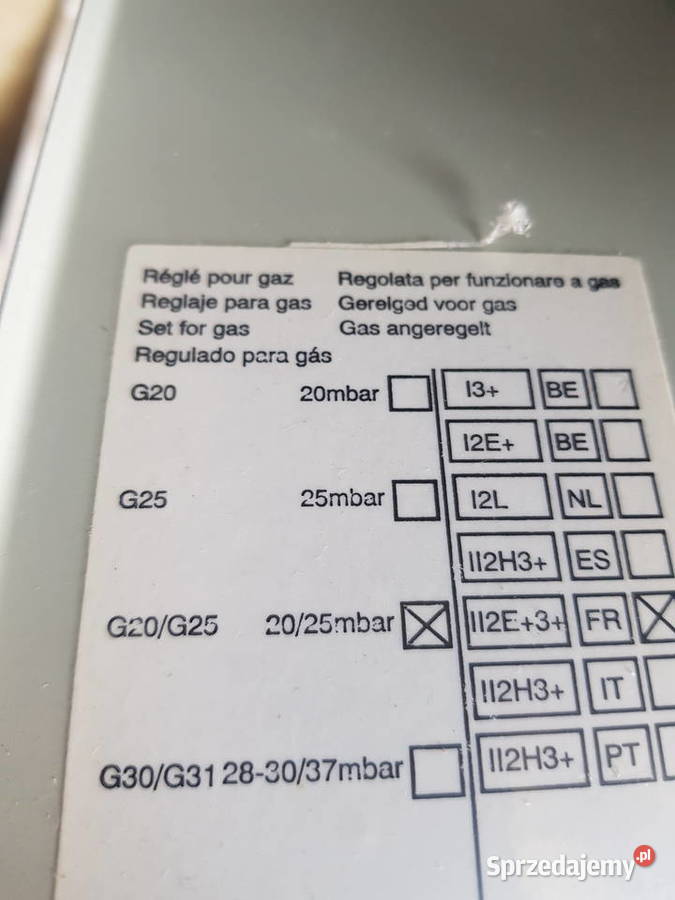 Réglé pour gaz Regolata per funzionare a gas
Reglaje para gas Gerelged voor gas
Set for gas Gas angeregelt
Regulado para gás
G20 20mbar ☐ I3+ BE ☐
I2E+ BE ☐
G25 25mbar ☐ I2L NL ☐
II2H3+ ES ☐
G20/G25 20/25mbar ☒ II2E+3+ FR ☒
II2H3+ IT ☐
G30/G31 28-30/37mbar ☐ II2H3+ PT ☐
Sprzedajemy.pl